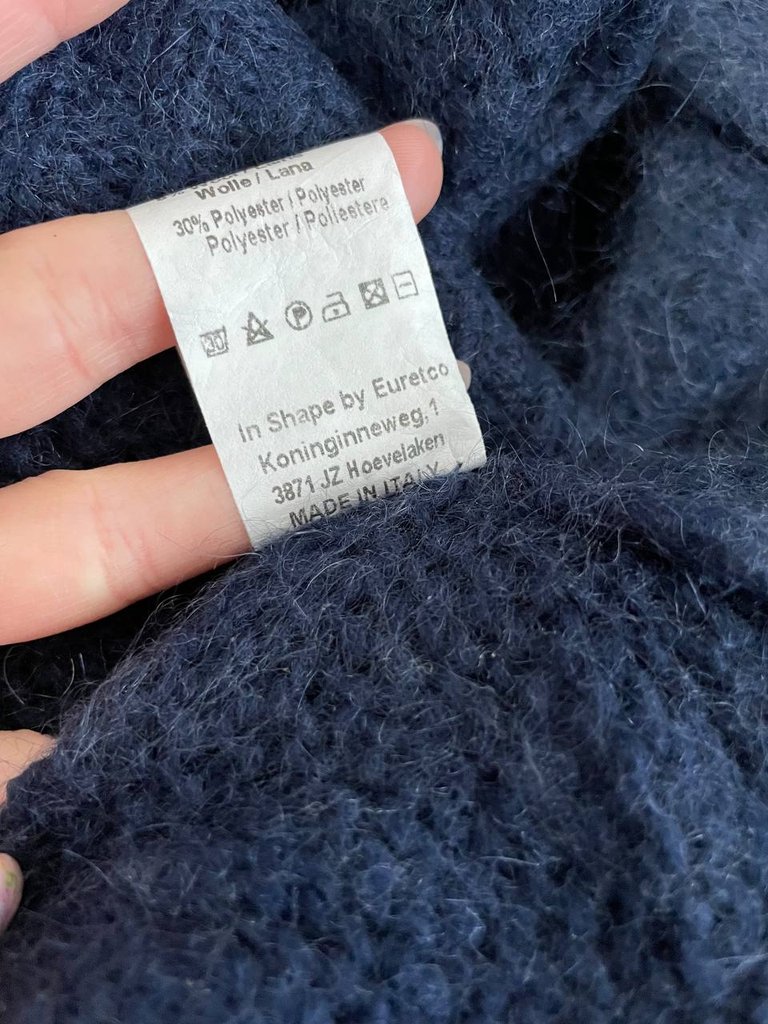 Wolle / Lana
30% Polyester / Polyester
Polyester / Poliestere
30
P
In Shape by Euretco
Koninginneweg,1
3871 JZ Hoevelaken
MADE IN ITALY